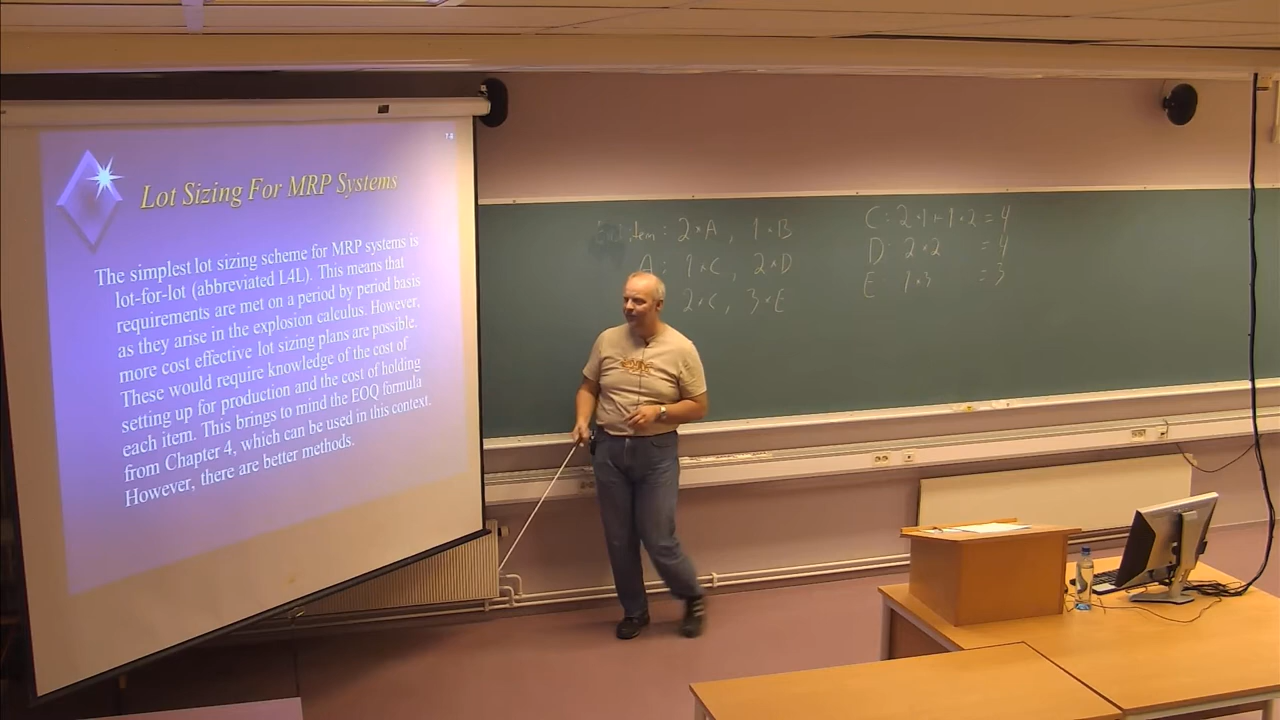 Lot Sizing For MRP Systems
The simplest lot sizing scheme for MRP systems is
lot-for-lot (abbreviated L4L). This means that
requirements are met on a period by period basis
as they arise in the explosion calculus. However,
more cost effective lot sizing plans are possible.
These would require knowledge of the cost of
setting up for production and the cost of holding
each item. This brings to mind the EOQ formula
from Chapter 4, which can be used in this context.
However, there are better methods.
item: 2×A, 1×B
A: 1×C, 2×D
2×C, 3×E
C: 2·1+1·2=4
D: 2×2 =4
E: 1×3 =3